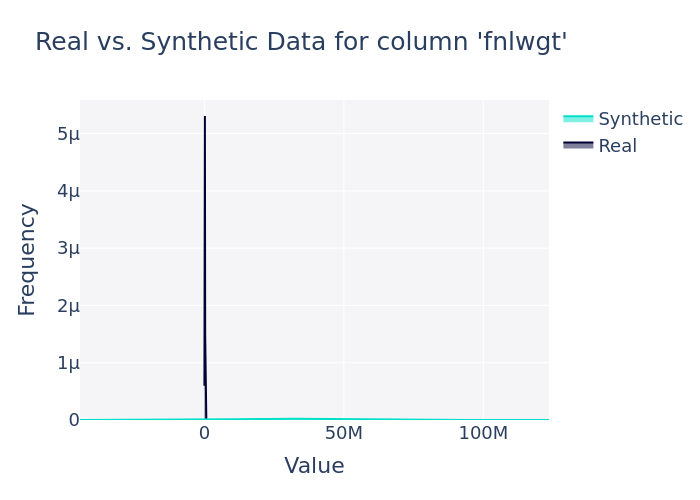 Real vs. Synthetic Data for column 'fnlwgt'
Synthetic
Real
5μ
4μ
3μ
2μ
1μ
0
Frequency
0
50M
100M
Value